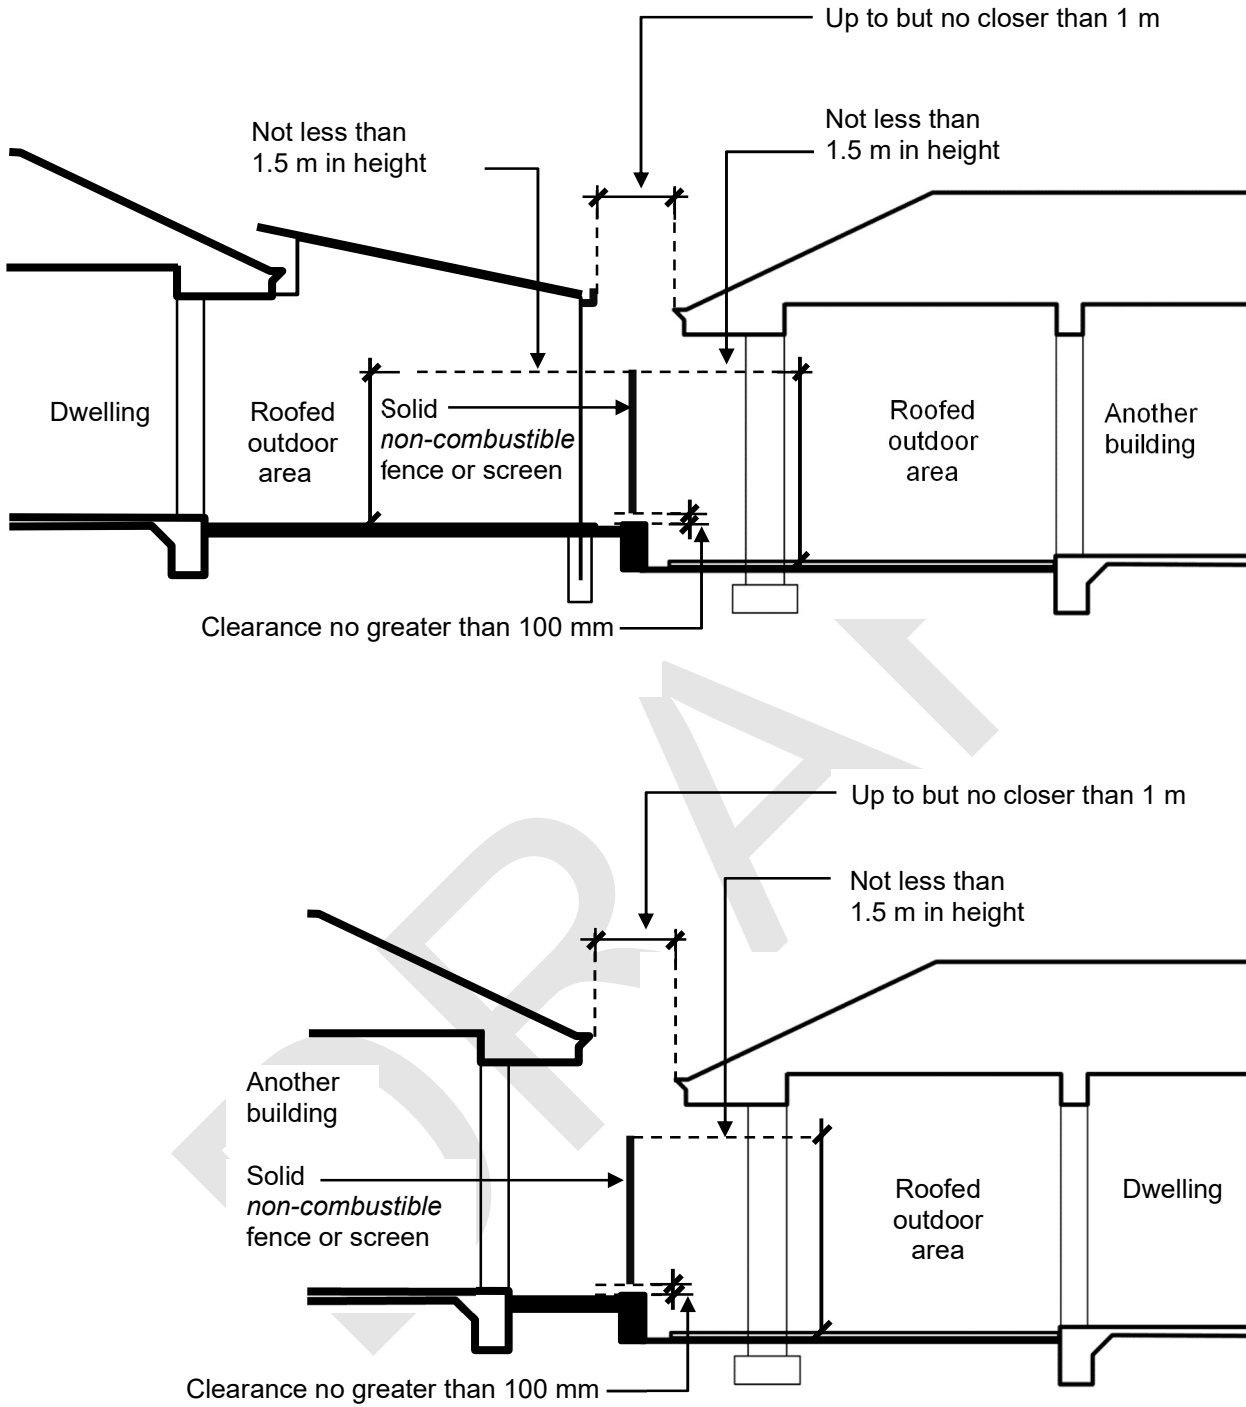 Up to but no closer than 1 m
Not less than
1.5 m in height
Not less than
1.5 m in height
Dwelling
Roofed
outdoor
area
Solid
non-combustible
fence or screen
Roofed
outdoor
area
Another
building
Clearance no greater than 100 mm
Up to but no closer than 1 m
Not less than
1.5 m in height
Another
building
Solid
non-combustible
fence or screen
Roofed
outdoor
area
Dwelling
Clearance no greater than 100 mm
DRAFT